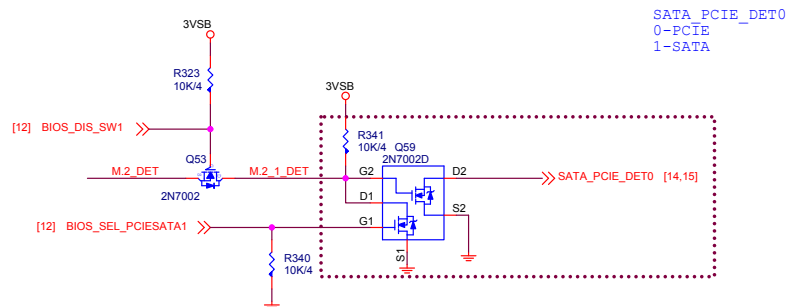 SATA_PCIE_DET0
0-PCIE
1-SATA
3VSB
R323
10K/4
3VSB
[12] BIOS_DIS_SW1
R341
10K/4
Q59
2N7002D
Q53
M.2_DET
M.2_1_DET
2N7002
G2
D2
SATA_PCIE_DET0 [14,15]
D1
S2
[12] BIOS_SEL_PCIESATA1
G1
S1
R340
10K/4